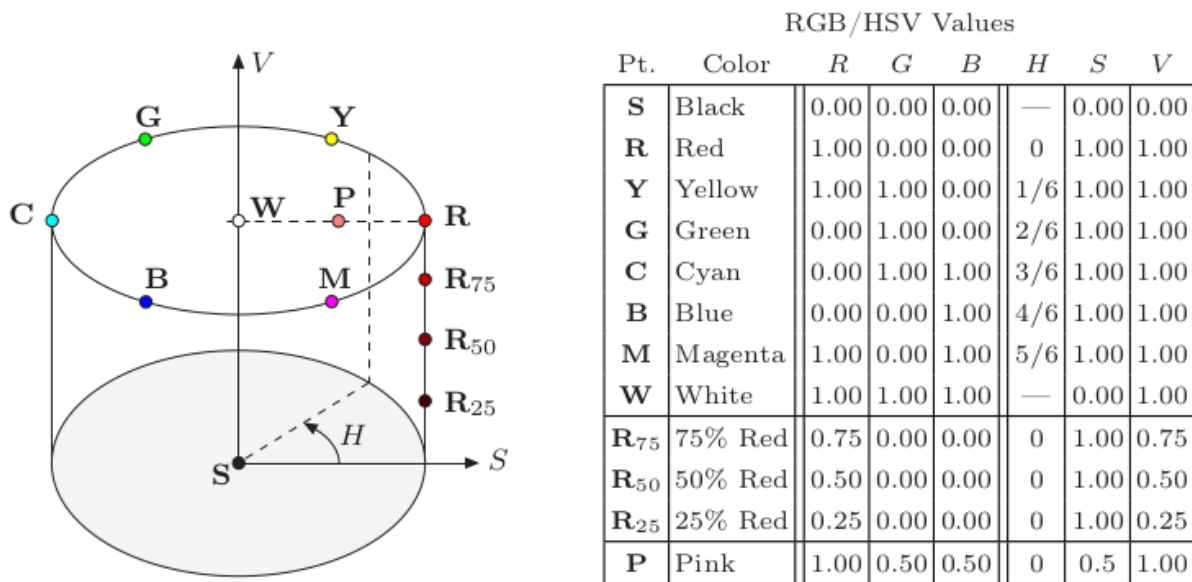 V
G Y
C W P R
B M R75
R50
R25
H
S S
RGB/HSV Values
Pt. Color R G B H S V
S Black 0.00 0.00 0.00 — 0.00 0.00
R Red 1.00 0.00 0.00 0 1.00 1.00
Y Yellow 1.00 1.00 0.00 1/6 1.00 1.00
G Green 0.00 1.00 0.00 2/6 1.00 1.00
C Cyan 0.00 1.00 1.00 3/6 1.00 1.00
B Blue 0.00 0.00 1.00 4/6 1.00 1.00
M Magenta 1.00 0.00 1.00 5/6 1.00 1.00
W White 1.00 1.00 1.00 — 0.00 1.00
R75 75% Red 0.75 0.00 0.00 0 1.00 0.75
R50 50% Red 0.50 0.00 0.00 0 1.00 0.50
R25 25% Red 0.25 0.00 0.00 0 1.00 0.25
P Pink 1.00 0.50 0.50 0 0.5 1.00